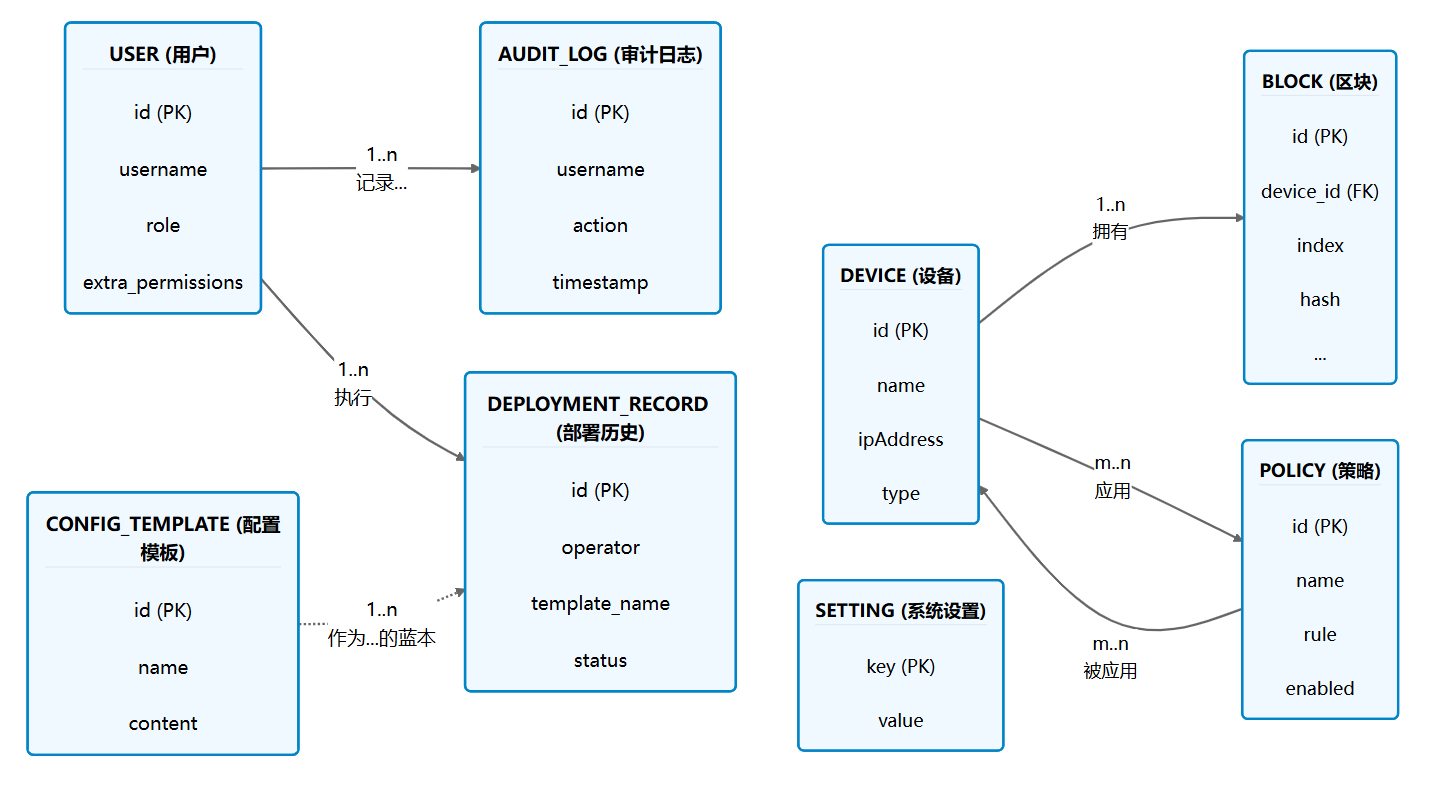 USER (用户)
id (PK)
username
role
extra_permissions
1..n
记录...
AUDIT_LOG (审计日志)
id (PK)
username
action
timestamp
1..n
执行
DEPLOYMENT_RECORD
(部署历史)
id (PK)
operator
template_name
status
CONFIG_TEMPLATE (配置
模板)
id (PK)
name
content
1..n
作为...的蓝本
DEVICE (设备)
id (PK)
name
ipAddress
type
1..n
拥有
BLOCK (区块)
id (PK)
device_id (FK)
index
hash
...
m..n
应用
POLICY (策略)
id (PK)
name
rule
enabled
m..n
被应用
SETTING (系统设置)
key (PK)
value